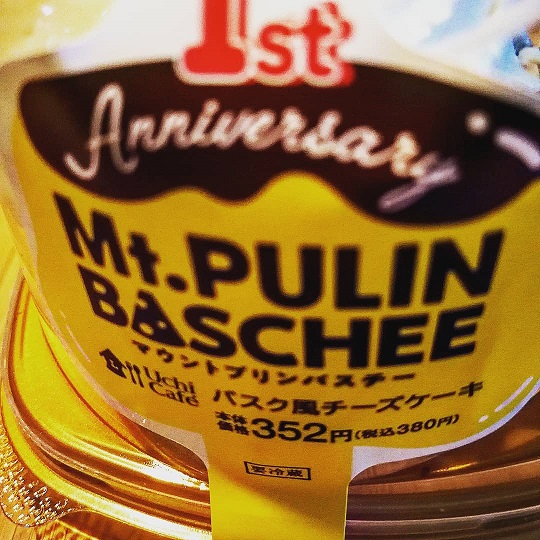 1st
Anniversary
Mt.PULIN
BASCHEE
マウントプリンバスチー
Uchi
Café
バスク風チーズケーキ
本体
価格352円(税込380円)
要冷蔵